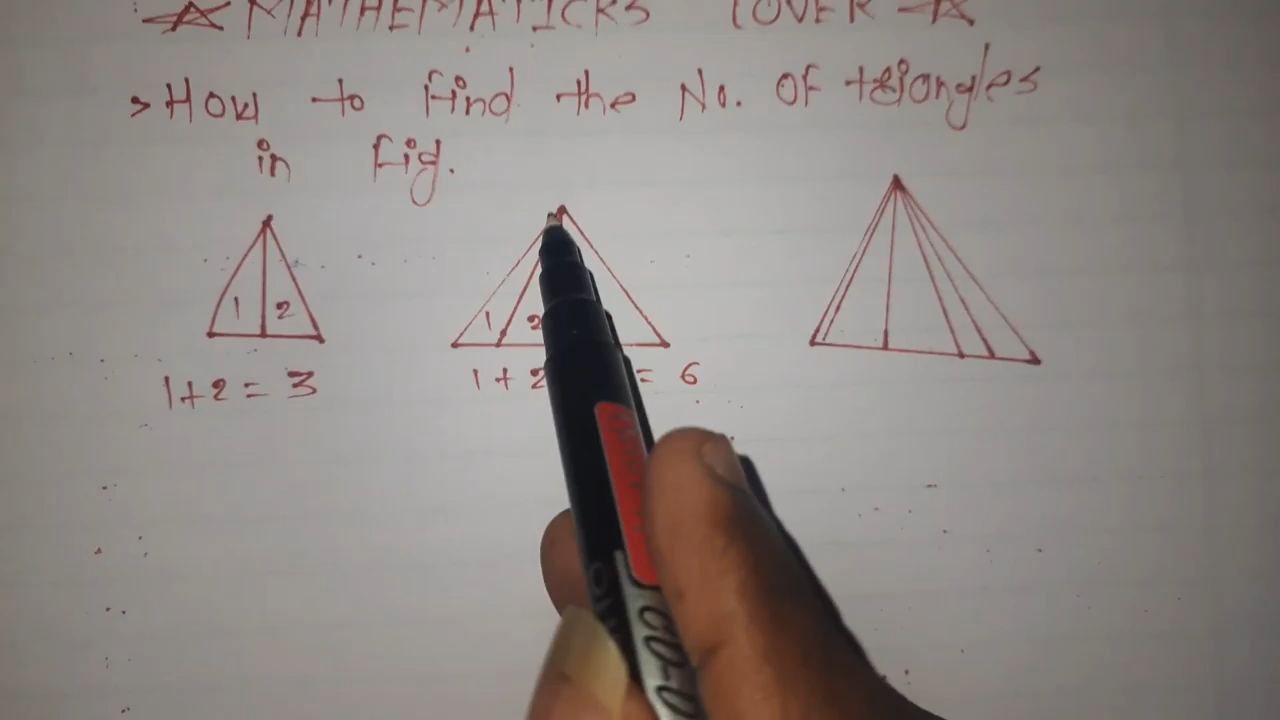 MATHEMATICKS LOVER
> How to find the No. of triangles
in fig.
1 2
1 2
1+2 = 3
1+2 = 6